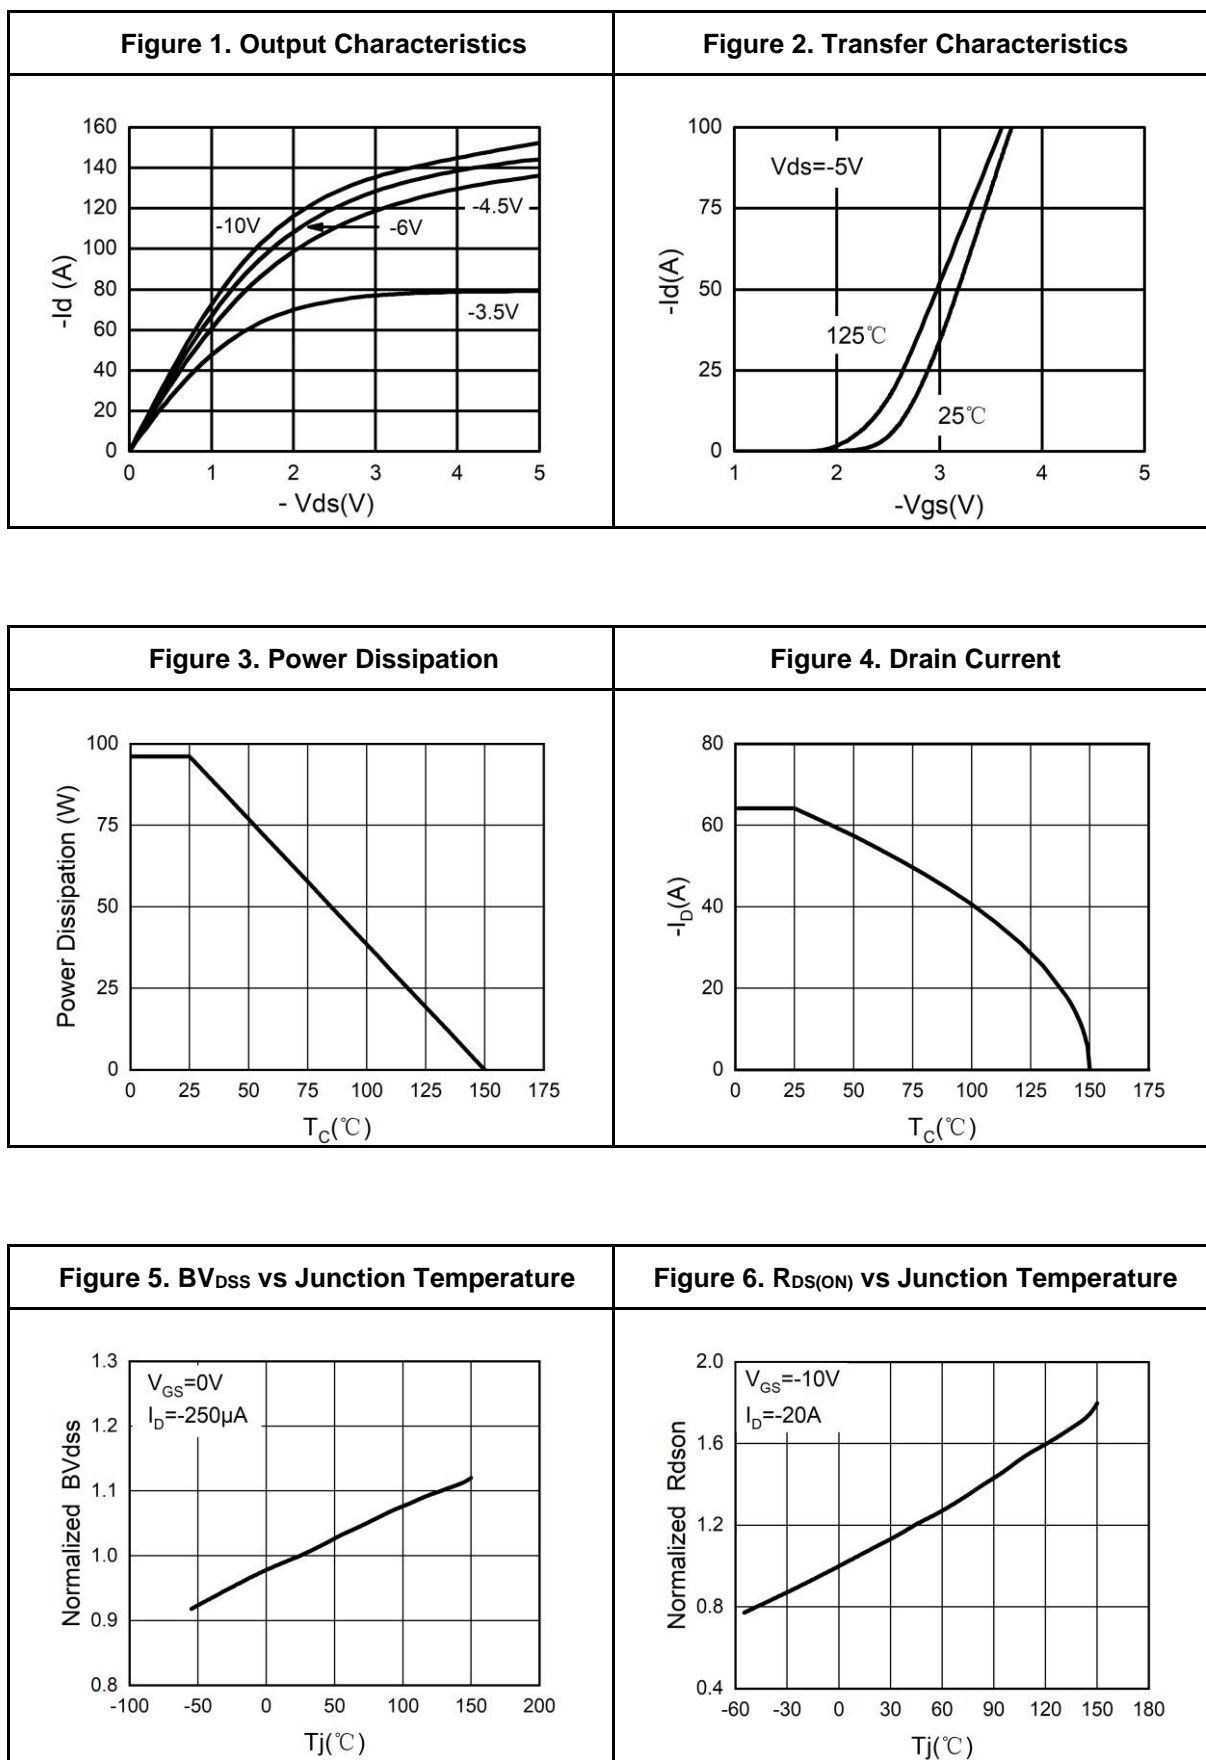 Figure 1. Output Characteristics
Figure 2. Transfer Characteristics
160
140
120
100
80
60
40
20
0
-Id (A)
-10V
-6V
-4.5V
-3.5V
0 1 2 3 4 5
- Vds(V)
100
75
50
25
0
-Id(A)
Vds=-5V
125℃
25℃
1 2 3 4 5
-Vgs(V)
Figure 3. Power Dissipation
Figure 4. Drain Current
100
75
50
25
0
Power Dissipation (W)
0 25 50 75 100 125 150 175
TC(℃)
80
60
40
20
0
-ID(A)
0 25 50 75 100 125 150 175
TC(℃)
Figure 5. BVDSS vs Junction Temperature
Figure 6. RDS(ON) vs Junction Temperature
1.3
1.2
1.1
1.0
0.9
0.8
Normalized BVdss
VGS=0V
ID=-250μA
-100 -50 0 50 100 150 200
Tj(℃)
2.0
1.6
1.2
0.8
0.4
Normalized Rdson
VGS=-10V
ID=-20A
-60 -30 0 30 60 90 120 150 180
Tj(℃)